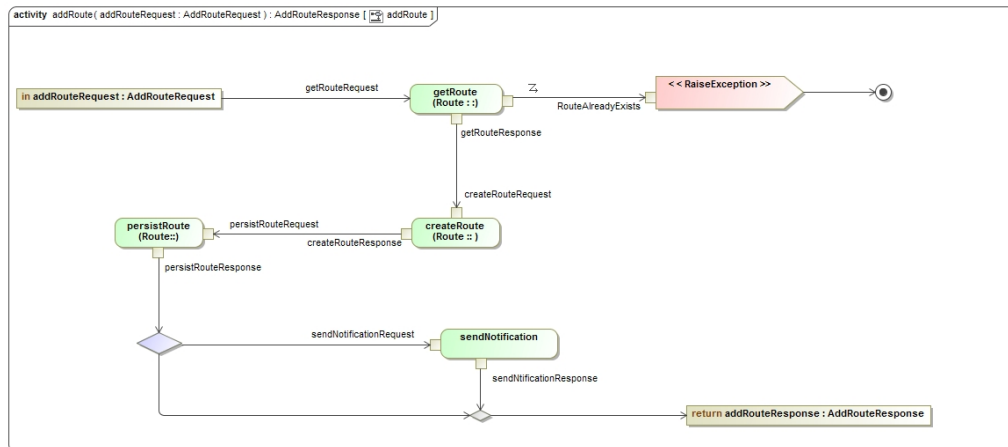 activity addRoute( addRouteRequest : AddRouteRequest ) : AddRouteResponse [ addRoute ]
in addRouteRequest : AddRouteRequest
getRouteRequest
getRoute
(Route : :)
RouteAlreadyExists
<< RaiseException >>
getRouteResponse
createRouteRequest
createRoute
(Route :: )
createRouteResponse
persistRouteRequest
persistRoute
(Route::)
persistRouteResponse
sendNotificationRequest
sendNotification
sendNtificationResponse
return addRouteResponse : AddRouteResponse